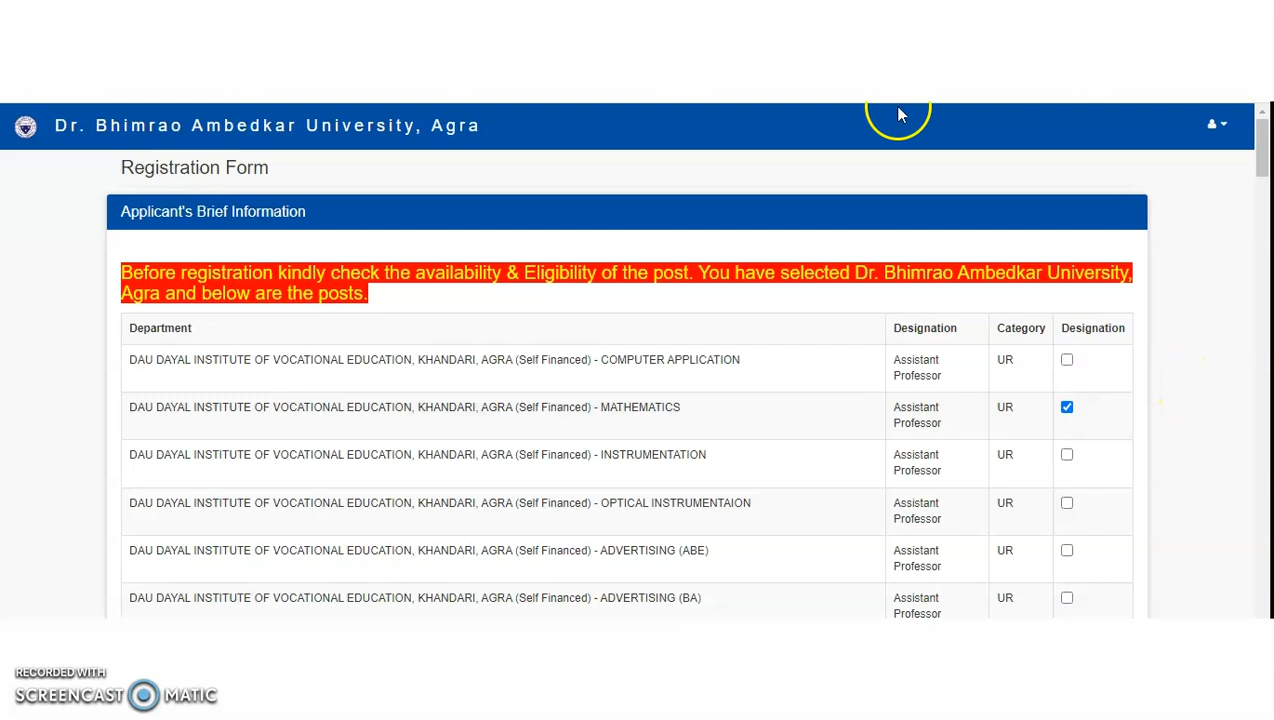 Dr. Bhimrao Ambedkar University, Agra
Registration Form
Applicant's Brief Information
Before registration kindly check the availability & Eligibility of the post. You have selected Dr. Bhimrao Ambedkar University,
Agra and below are the posts.
Department Designation Category Designation
DAU DAYAL INSTITUTE OF VOCATIONAL EDUCATION, KHANDARI, AGRA (Self Financed) - COMPUTER APPLICATION Assistant UR
Professor
DAU DAYAL INSTITUTE OF VOCATIONAL EDUCATION, KHANDARI, AGRA (Self Financed) - MATHEMATICS Assistant UR
Professor
DAU DAYAL INSTITUTE OF VOCATIONAL EDUCATION, KHANDARI, AGRA (Self Financed) - INSTRUMENTATION Assistant UR
Professor
DAU DAYAL INSTITUTE OF VOCATIONAL EDUCATION, KHANDARI, AGRA (Self Financed) - OPTICAL INSTRUMENTAION Assistant UR
Professor
DAU DAYAL INSTITUTE OF VOCATIONAL EDUCATION, KHANDARI, AGRA (Self Financed) - ADVERTISING (ABE) Assistant UR
Professor
DAU DAYAL INSTITUTE OF VOCATIONAL EDUCATION, KHANDARI, AGRA (Self Financed) - ADVERTISING (BA) Assistant UR
Professor
RECORDED WITH
SCREENCAST MATIC